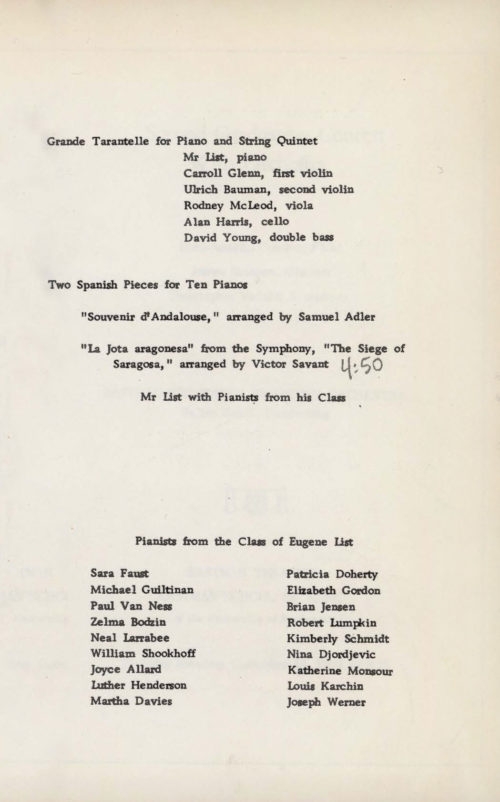 Grande Tarantelle for Piano and String Quintet
Mr List, piano
Carroll Glenn, first violin
Ulrich Bauman, second violin
Rodney McLeod, viola
Alan Harris, cello
David Young, double bass
Two Spanish Pieces for Ten Pianos
"Souvenir d'Andalouse," arranged by Samuel Adler
"La Jota aragonesa" from the Symphony, "The Siege of
Saragosa," arranged by Victor Savant 4:50
Mr List with Pianists from his Class
Pianists from the Class of Eugene List
Sara Faust
Michael Guiltinan
Paul Van Ness
Zelma Bodzin
Neal Larrabee
William Shookhoff
Joyce Allard
Luther Henderson
Martha Davies
Patricia Doherty
Elizabeth Gordon
Brian Jensen
Robert Lumpkin
Kimberly Schmidt
Nina Djordjevic
Katherine Monsour
Louis Karchin
Joseph Werner